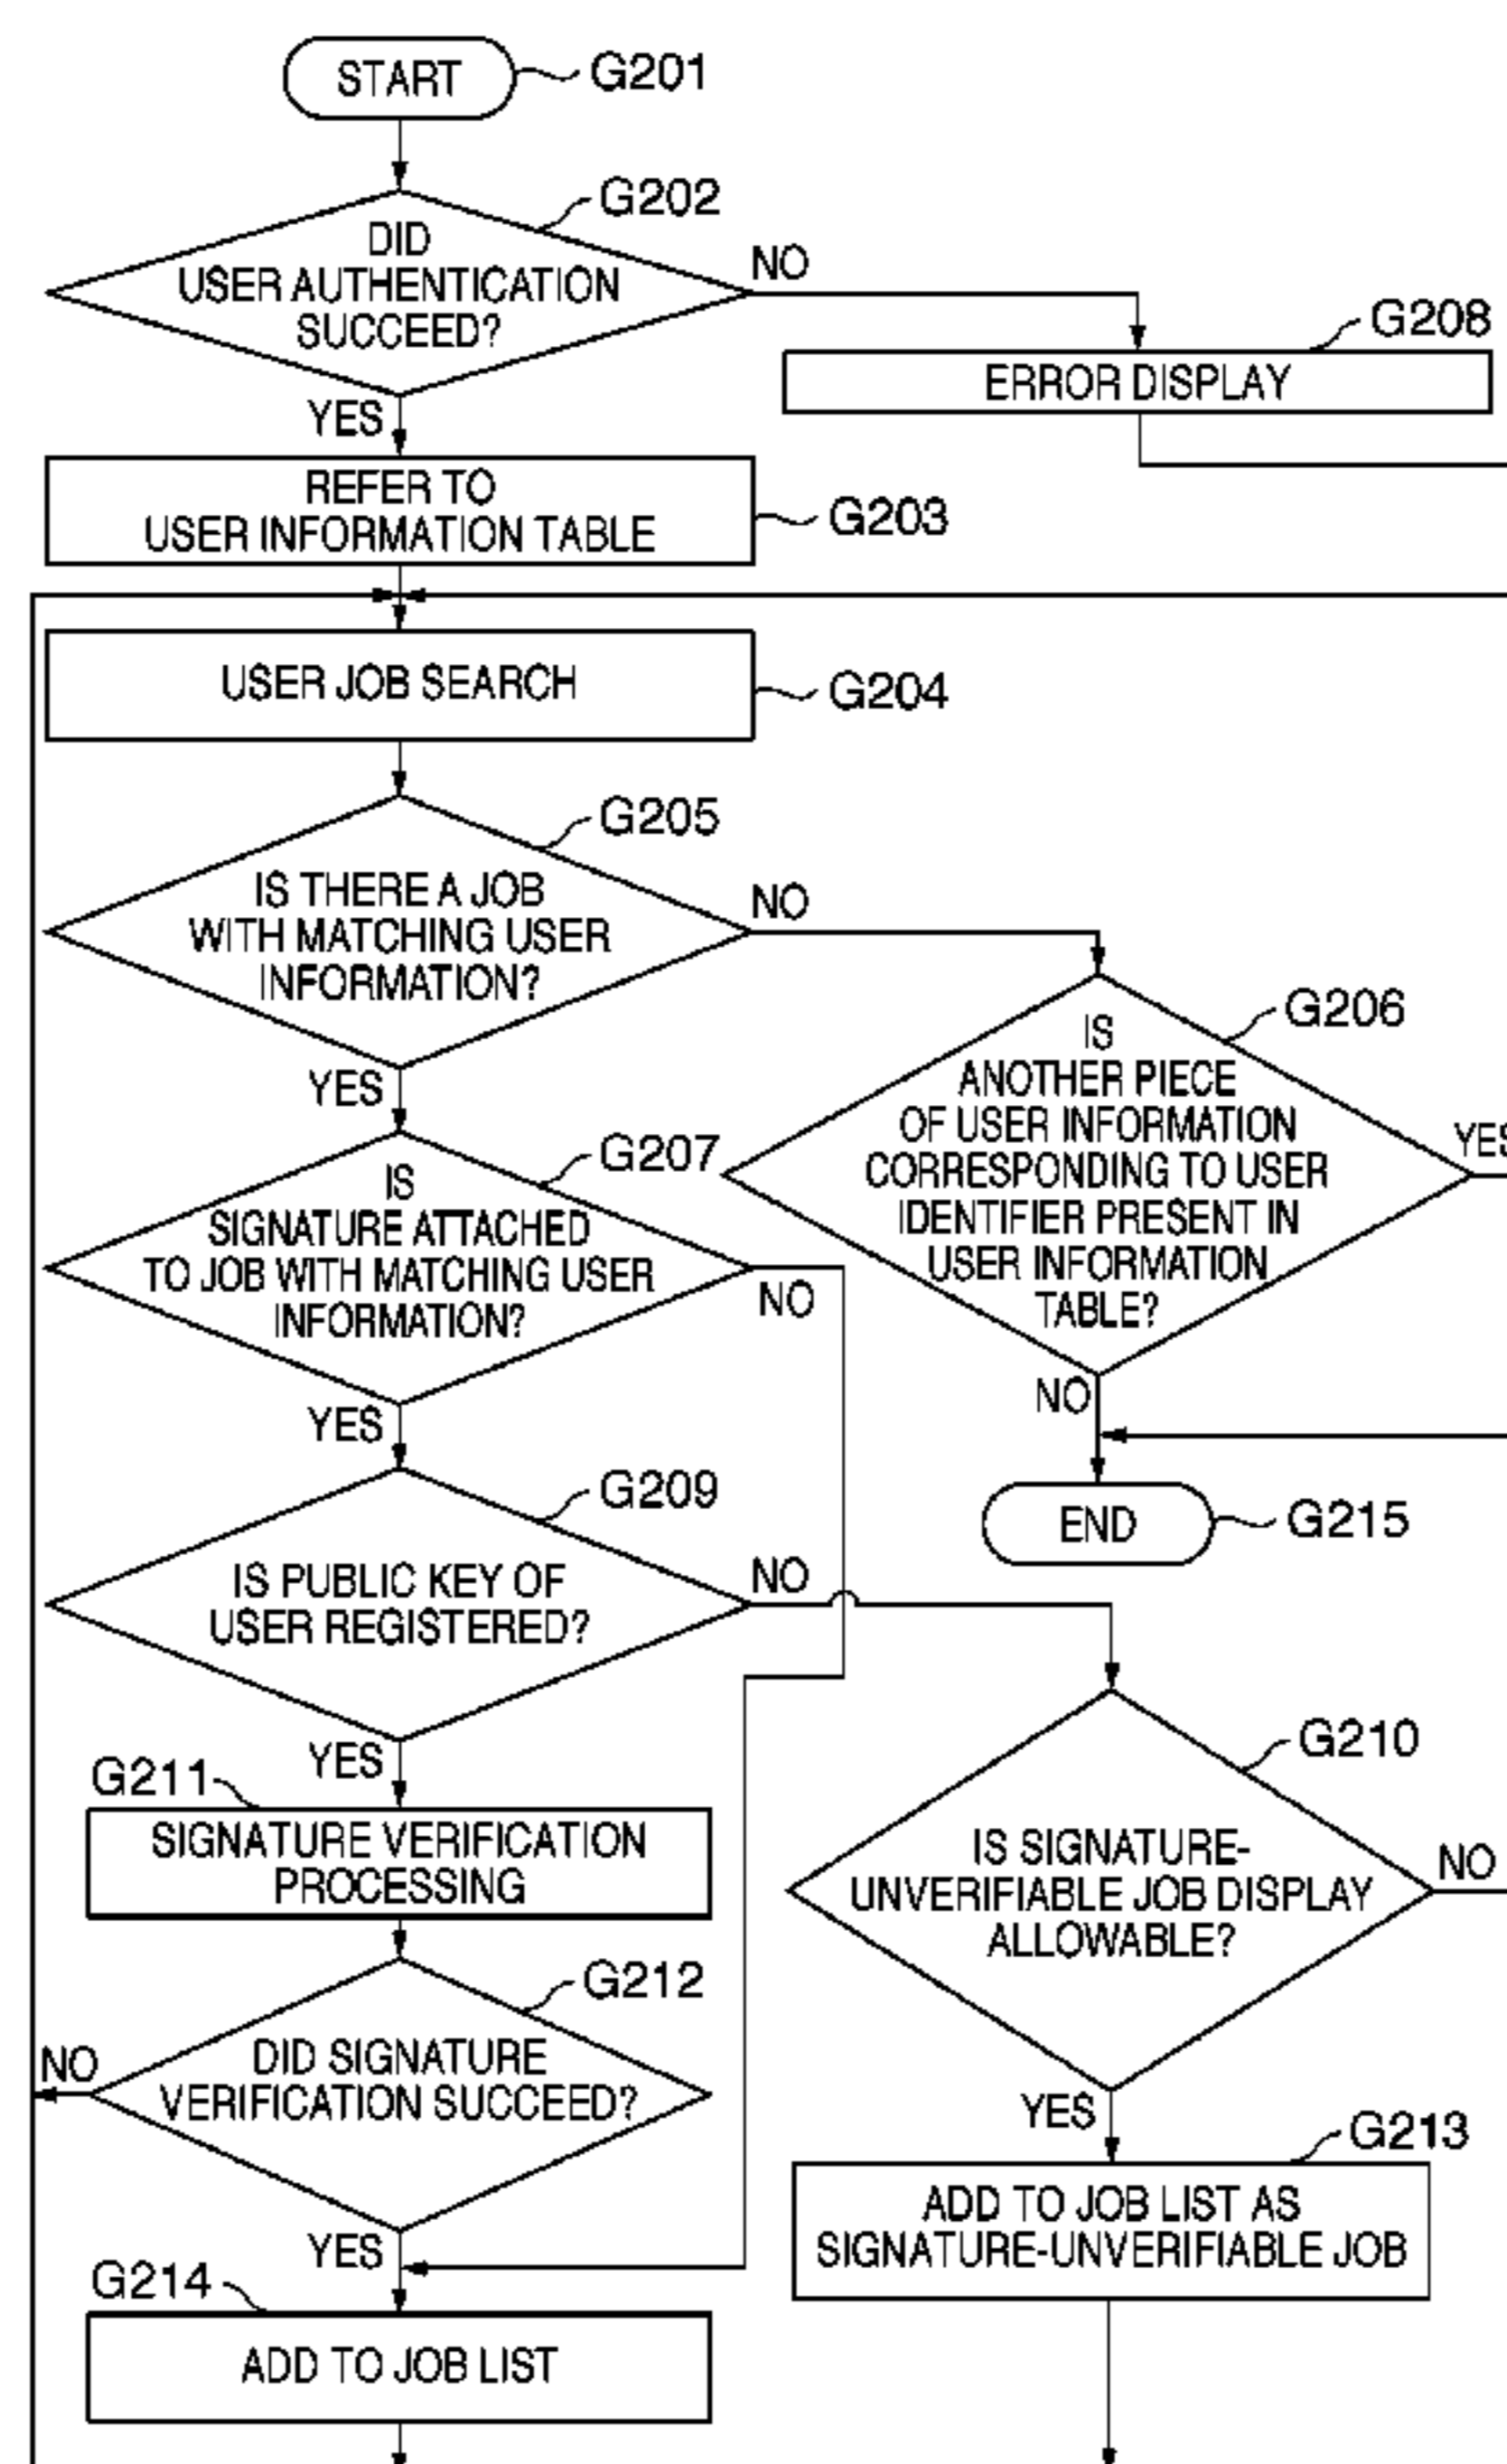 START
G201
G202
DID
USER AUTHENTICATION
SUCCEED?
NO
YES
G208
ERROR DISPLAY
REFER TO
USER INFORMATION TABLE
G203
USER JOB SEARCH
G204
G205
IS THERE A JOB
WITH MATCHING USER
INFORMATION?
NO
YES
G206
IS
ANOTHER PIECE
OF USER INFORMATION
CORRESPONDING TO USER
IDENTIFIER PRESENT IN
USER INFORMATION
TABLE?
YES
NO
G207
IS
SIGNATURE ATTACHED
TO JOB WITH MATCHING USER
INFORMATION?
NO
YES
END
G215
G209
IS PUBLIC KEY OF
USER REGISTERED?
NO
YES
G210
IS SIGNATURE-
UNVERIFIABLE JOB DISPLAY
ALLOWABLE?
NO
YES
G211
SIGNATURE VERIFICATION
PROCESSING
G212
DID SIGNATURE
VERIFICATION SUCCEED?
NO
YES
G213
ADD TO JOB LIST AS
SIGNATURE-UNVERIFIABLE JOB
G214
ADD TO JOB LIST